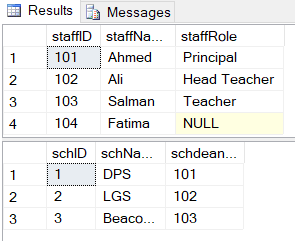 Results Messages
staffID staffNa... staffRole
1 101 Ahmed Principal
2 102 Ali Head Teacher
3 103 Salman Teacher
4 104 Fatima NULL
schID schNa... schdean...
1 1 DPS 101
2 2 LGS 102
3 3 Beaco... 103